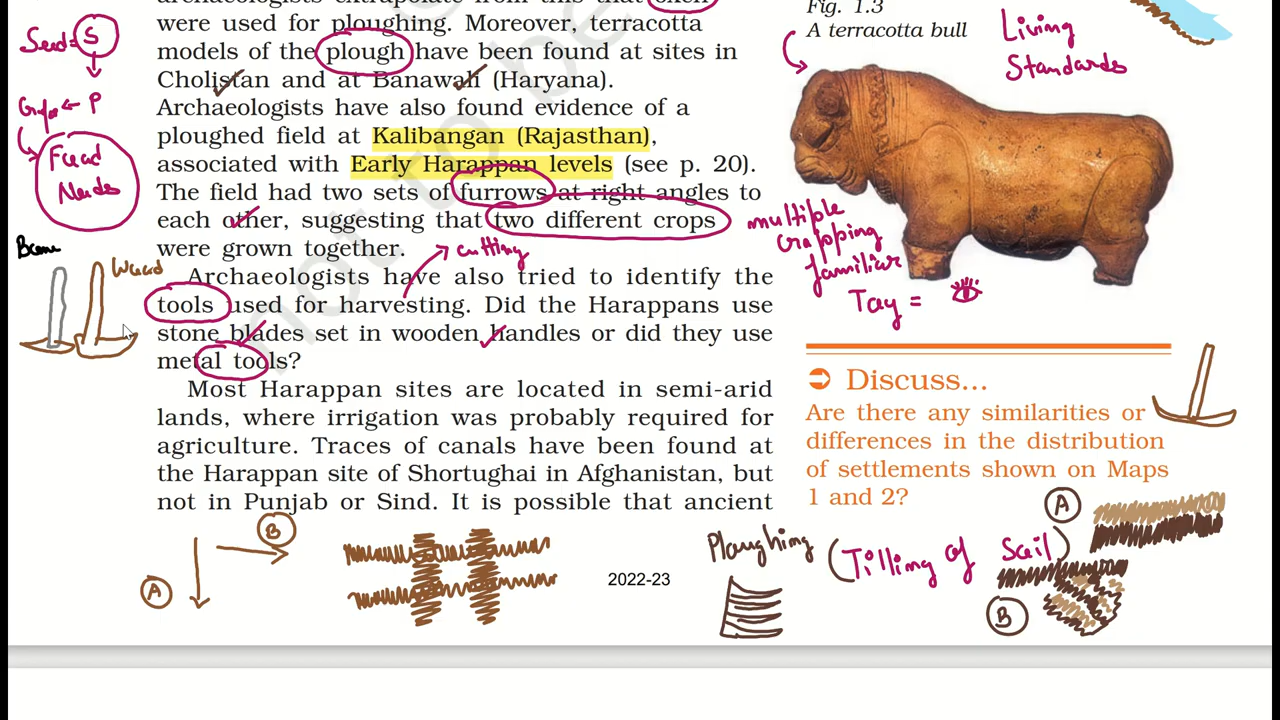 archaeologists extrapolate from this that oxen
were used for ploughing. Moreover, terracotta
models of the plough have been found at sites in
Cholistan and at Banawali (Haryana).
Archaeologists have also found evidence of a
ploughed field at Kalibangan (Rajasthan),
associated with Early Harappan levels (see p. 20).
The field had two sets of furrows at right angles to
each other, suggesting that two different crops
were grown together.
Archaeologists have also tried to identify the
tools used for harvesting. Did the Harappans use
stone blades set in wooden handles or did they use
metal tools?
Most Harappan sites are located in semi-arid
lands, where irrigation was probably required for
agriculture. Traces of canals have been found at
the Harappan site of Shortughai in Afghanistan, but
not in Punjab or Sind. It is possible that ancient
2022-23
Seed = S
P
Food
Needs
Bone
Wood
cutting
A
B
Fig. 1.3
A terracotta bull
Living
Standards
multiple
cropping
familiar
Toy =
Discuss...
Are there any similarities or
differences in the distribution
of settlements shown on Maps
1 and 2?
Ploughing (Tilling of Soil)
A
B
not to be